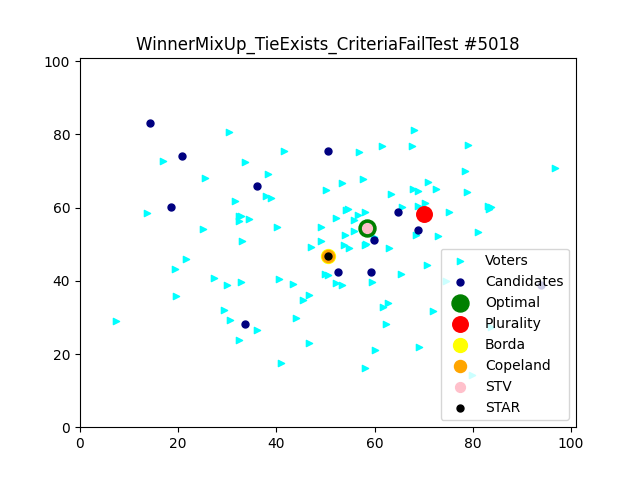 WinnerMixUp_TieExists_CriteriaFailTest #5018
100
80
60
40
20
0
0 20 40 60 80 100
Voters
Candidates
Optimal
Plurality
Borda
Copeland
STV
STAR